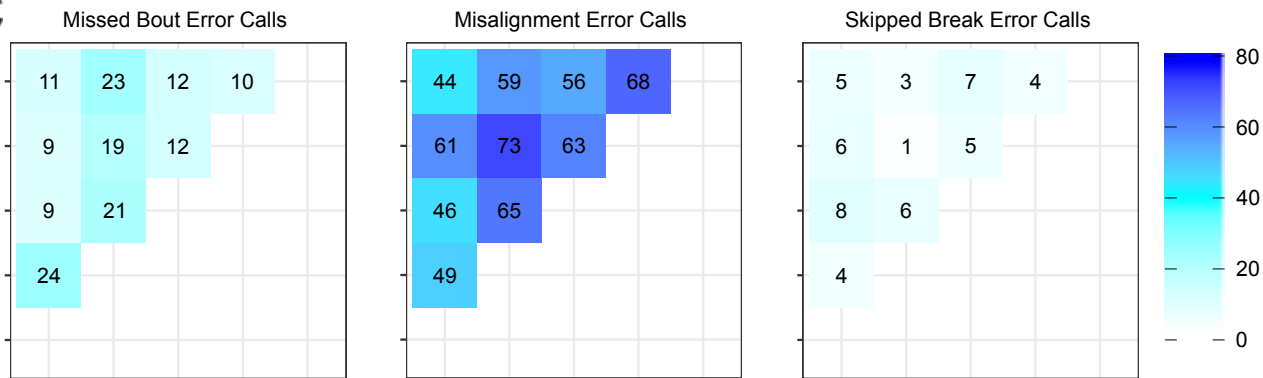 Missed Bout Error Calls
Misalignment Error Calls
Skipped Break Error Calls
11 23 12 10
9 19 12
9 21
24
44 59 56 68
61 73 63
46 65
49
5 3 7 4
6 1 5
8 6
4
80
60
40
20
0